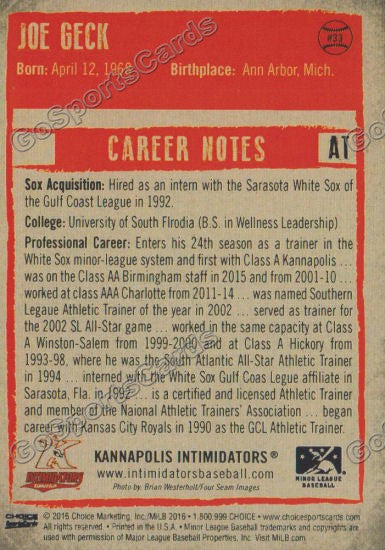 JOE GECK
#33
Born: April 12, 1968 Birthplace: Ann Arbor, Mich.
CAREER NOTES
AT
Sox Acquisition: Hired as an intern with the Sarasota White Sox of
the Gulf Coast League in 1992.
College: University of South Flrodia (B.S. in Wellness Leadership)
Professional Career: Enters his 24th season as a trainer in the
White Sox minor-league system and first with Class A Kannapolis ...
was on the Class AA Birmingham staff in 2015 and from 2001-10 ...
worked at class AAA Charlotte from 2011-14 ... was named Southern
Legaue Athletic Trainer of the year in 2002 ... served as trainer for
the 2002 SL All-Star game ... worked in the same capacity at Class
A Winston-Salem from 1999-2000 and at Class A Hickory from
1993-98, where he was the South Atlantic All-Star Athletic Trainer
in 1994 ... interned with the White Sox Gulf Coas Legue affiliate in
Sarasota, Fla. in 1992 ... is a certified and licensed Athletic Trainer
and member of the Naional Athletic Trainers' Association ... began
career with Kansas City Royals in 1990 as the GCL Athletic Trainer.
KANNAPOLIS INTIMIDATORS®
www.intimidatorsbaseball.com
Photo by: Brian Westerholt/Four Seam Images
MINOR LEAGUE
BASEBALL
CHOICE © 2016 Choice Marketing, Inc./MiLB 2016 • 1.800.999.CHOICE • www.choicesportscards.com
All rights reserved. • Printed in the U.S.A. • Minor League Baseball trademarks and copyrights are
used with permission of Major League Baseball Properties, Inc. Visit MiLB.com
GoSportsCards
GoSportsCards
GoSportsCards